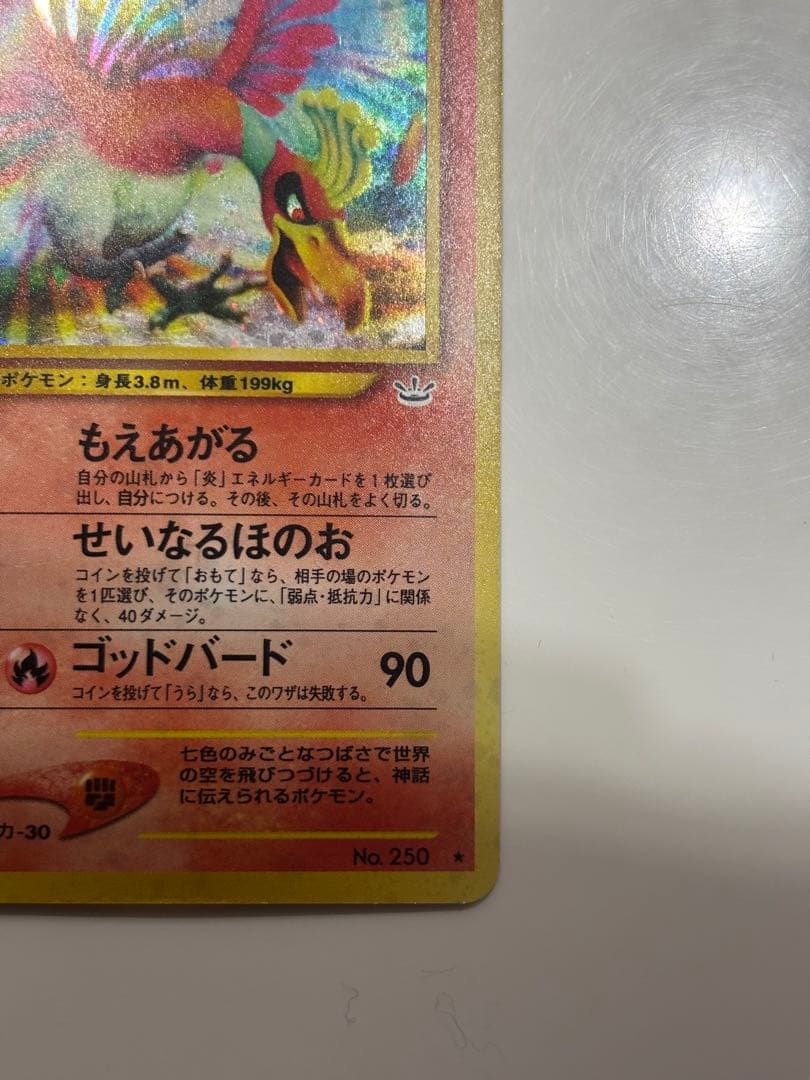 ポケモン：身長3.8m、体重199kg
もえあがる
自分の山札から「炎」エネルギーカードを1枚選び
出し、自分につける。その後、その山札をよく切る。
せいなるほのお
コインを投げて「おもて」なら、相手の場のポケモン
を1匹選び、そのポケモンに、「弱点・抵抗力」に関係
なく、40ダメージ。
ゴッドバード 90
コインを投げて「うら」なら、このワザは失敗する。
七色のみごとなつばさで世界
の空を飛びつづけると、神話
に伝えられるポケモン。
力-30
No. 250 ★